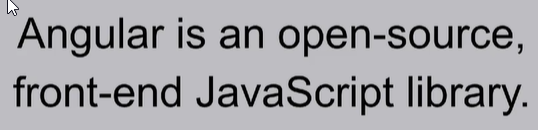 Angular is an open-source,
front-end JavaScript library.